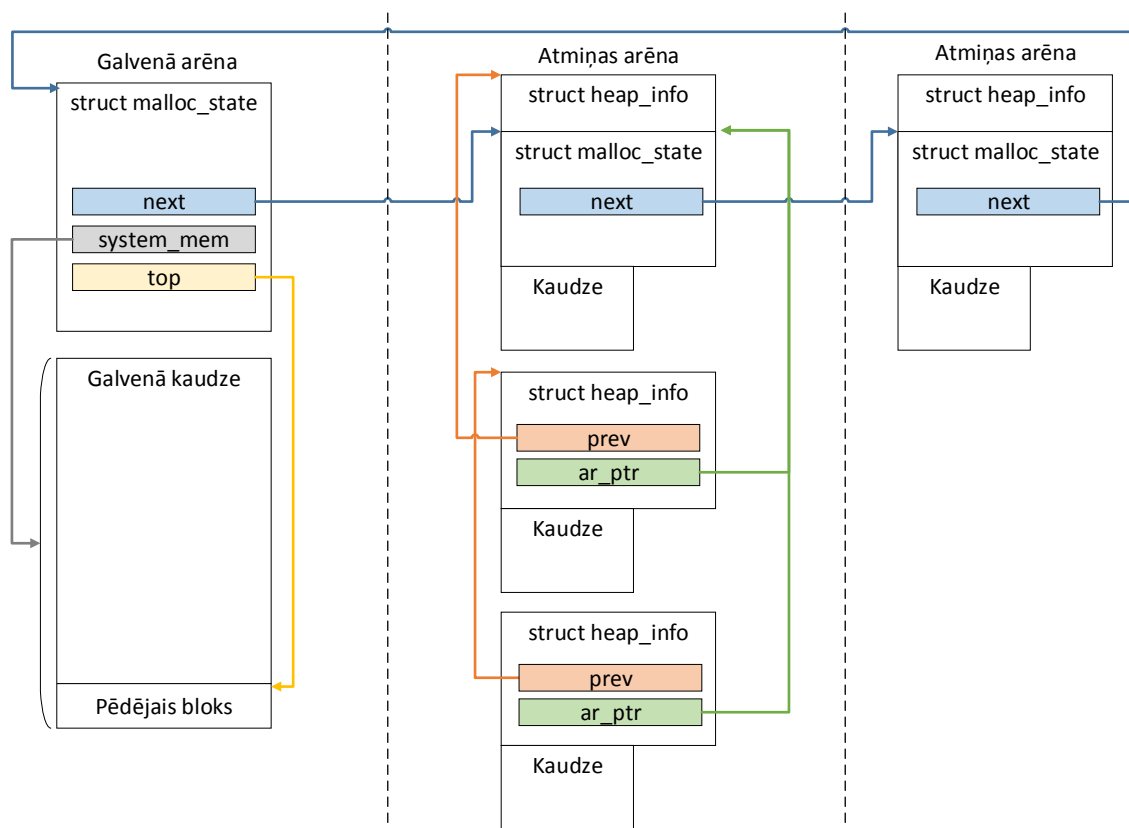 Galvenā arēna
struct malloc_state
next
system_mem
top
Galvenā kaudze
Pēdējais bloks
Atmiņas arēna
struct heap_info
struct malloc_state
next
Kaudze
struct heap_info
prev
ar_ptr
Kaudze
struct heap_info
prev
ar_ptr
Kaudze
Atmiņas arēna
struct heap_info
struct malloc_state
next
Kaudze